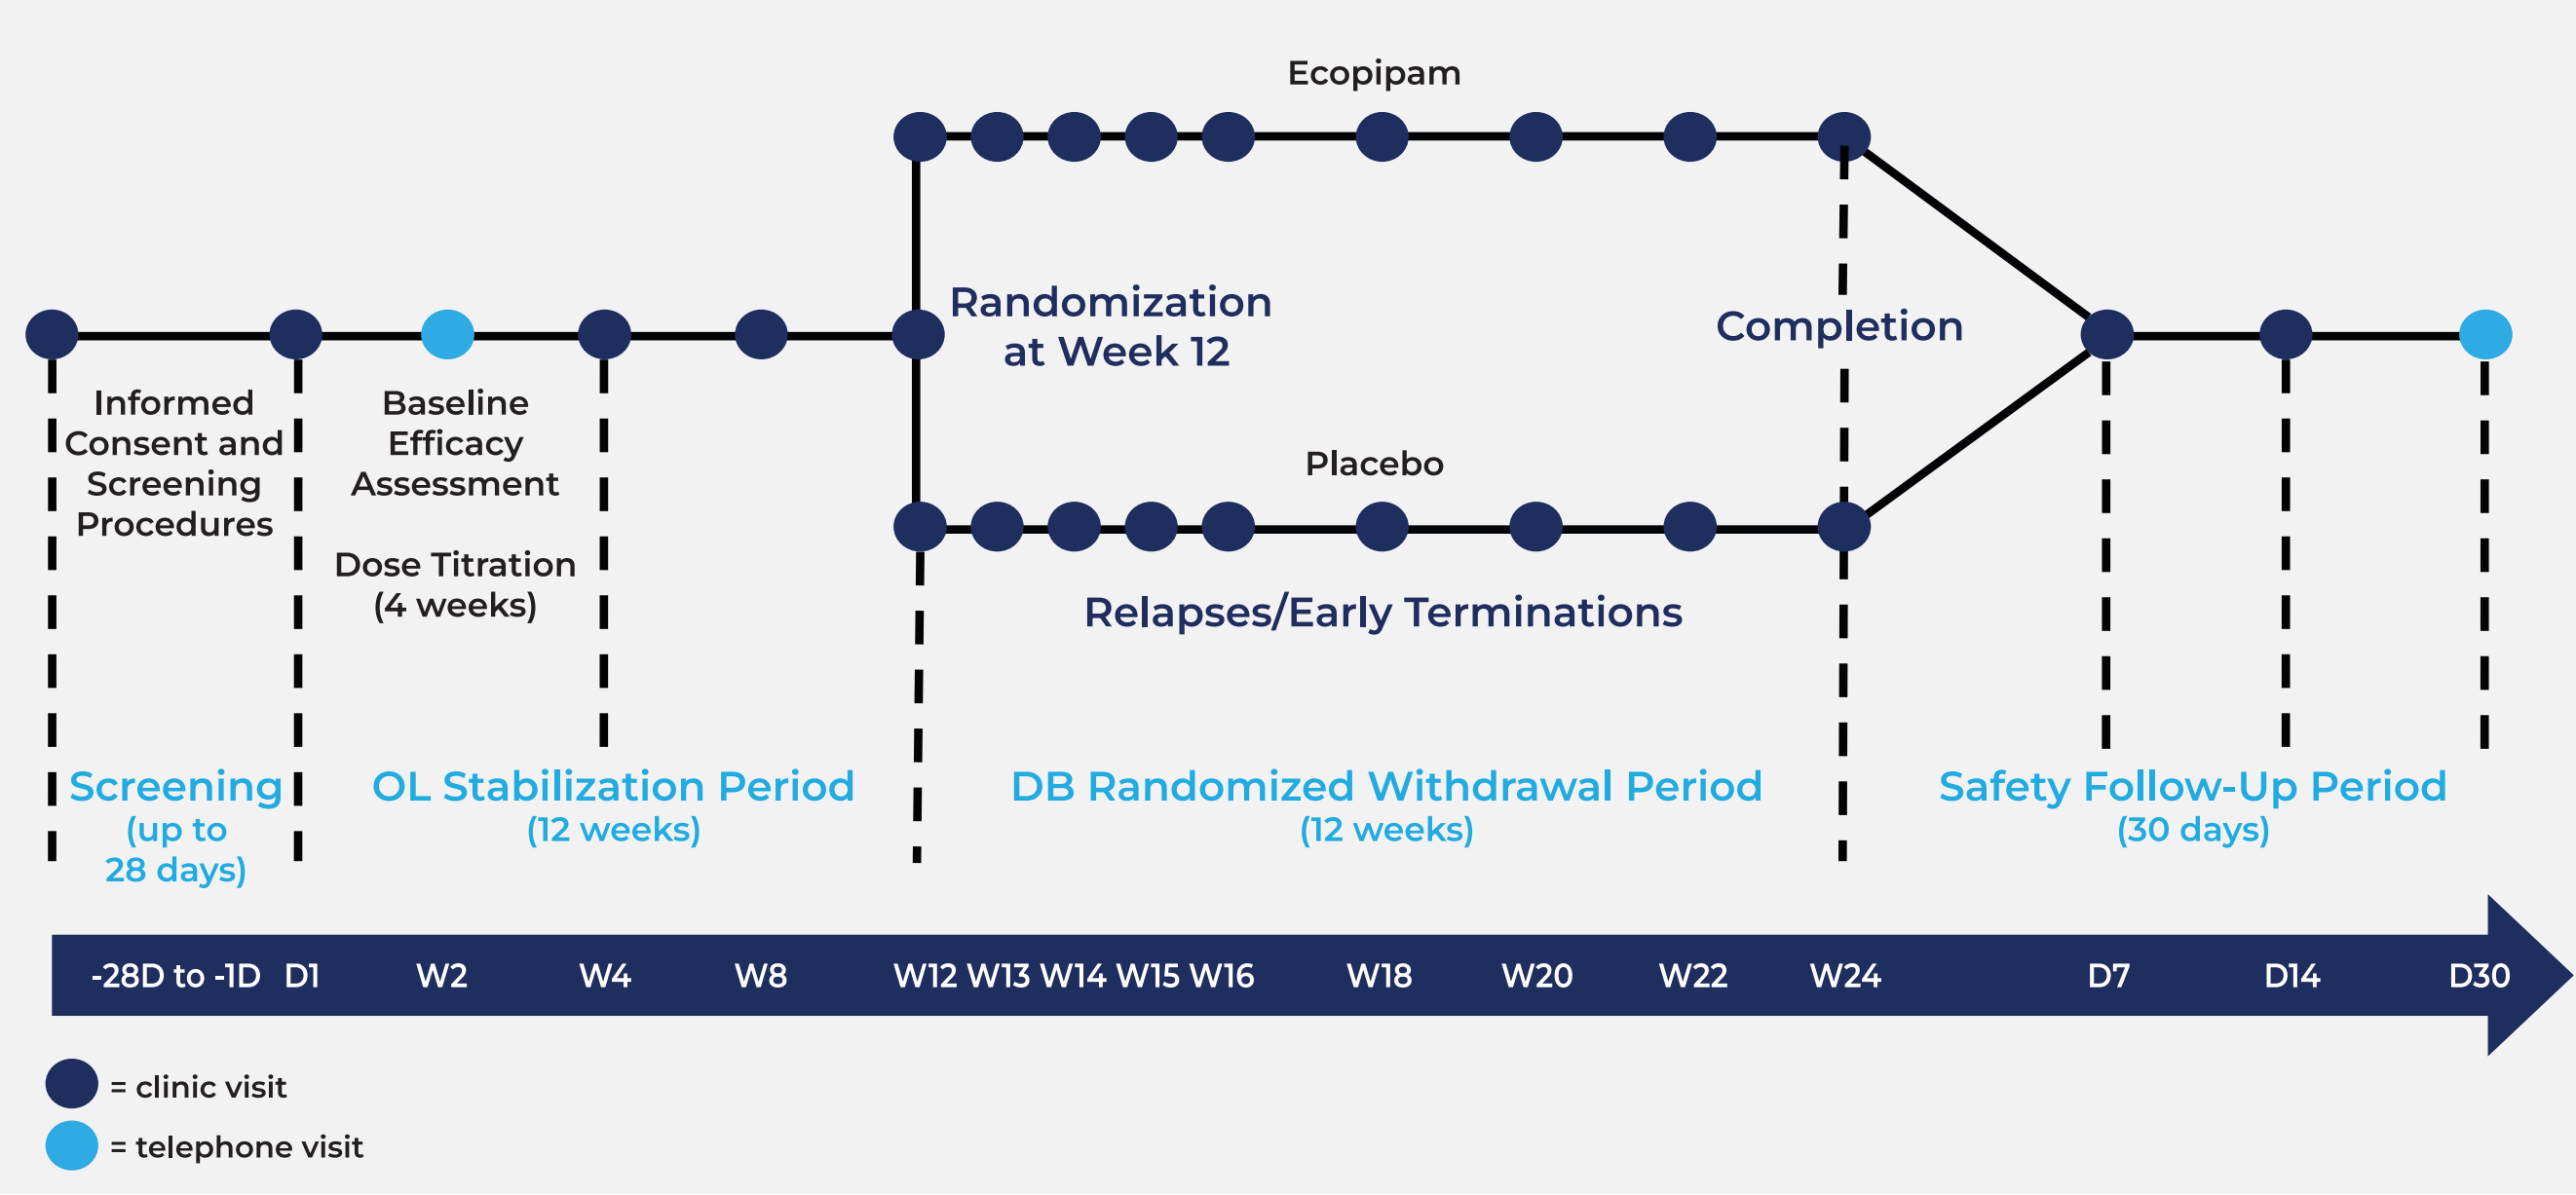 Ecopipam
Randomization
at Week 12
Completion
Informed
Consent and
Screening
Procedures
Baseline
Efficacy
Assessment
Dose Titration
(4 weeks)
Placebo
Relapses/Early Terminations
Screening
(up to
28 days)
OL Stabilization Period
(12 weeks)
DB Randomized Withdrawal Period
(12 weeks)
Safety Follow-Up Period
(30 days)
-28D to -1D D1 W2 W4 W8 W12 W13 W14 W15 W16 W18 W20 W22 W24 D7 D14 D30
= clinic visit
= telephone visit